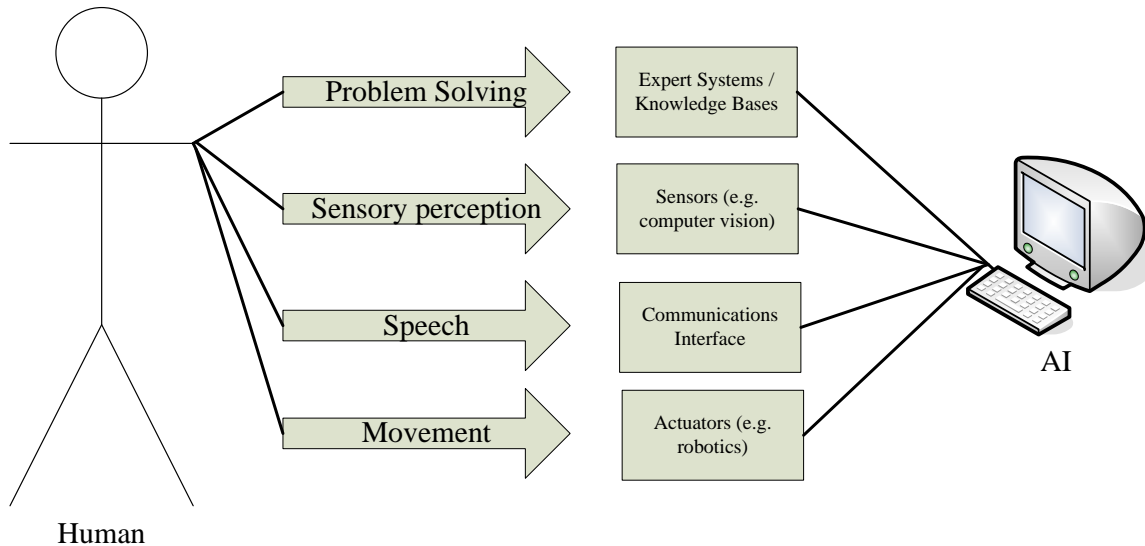 Problem Solving
Expert Systems /
Knowledge Bases
Sensory perception
Sensors (e.g.
computer vision)
Speech
Communications
Interface
Movement
Actuators (e.g.
robotics)
AI
Human